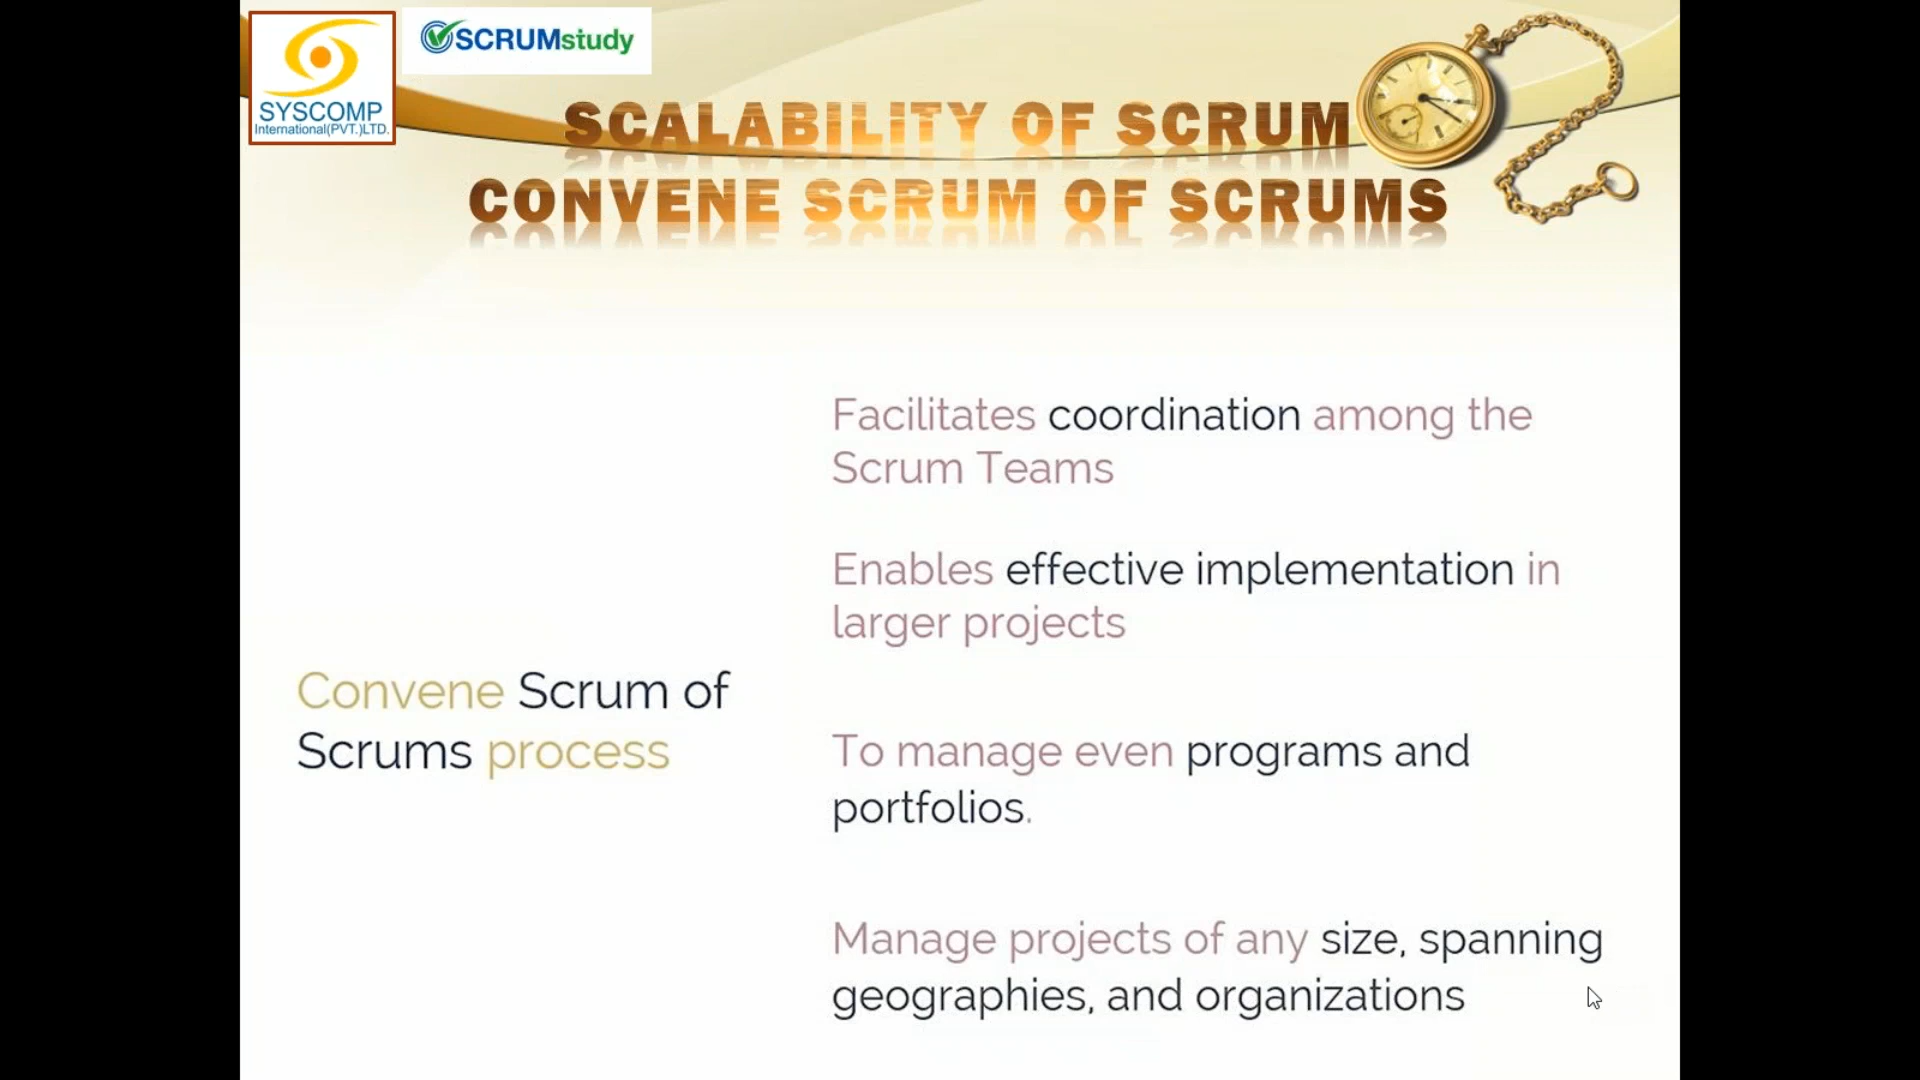 SYSCOMP
International(PVT.)LTD.
SCRUMstudy
SCALABILITY OF SCRUM
CONVENE SCRUM OF SCRUMS
Facilitates coordination among the
Scrum Teams
Enables effective implementation in
larger projects
Convene Scrum of
Scrums process
To manage even programs and
portfolios.
Manage projects of any size, spanning
geographies, and organizations